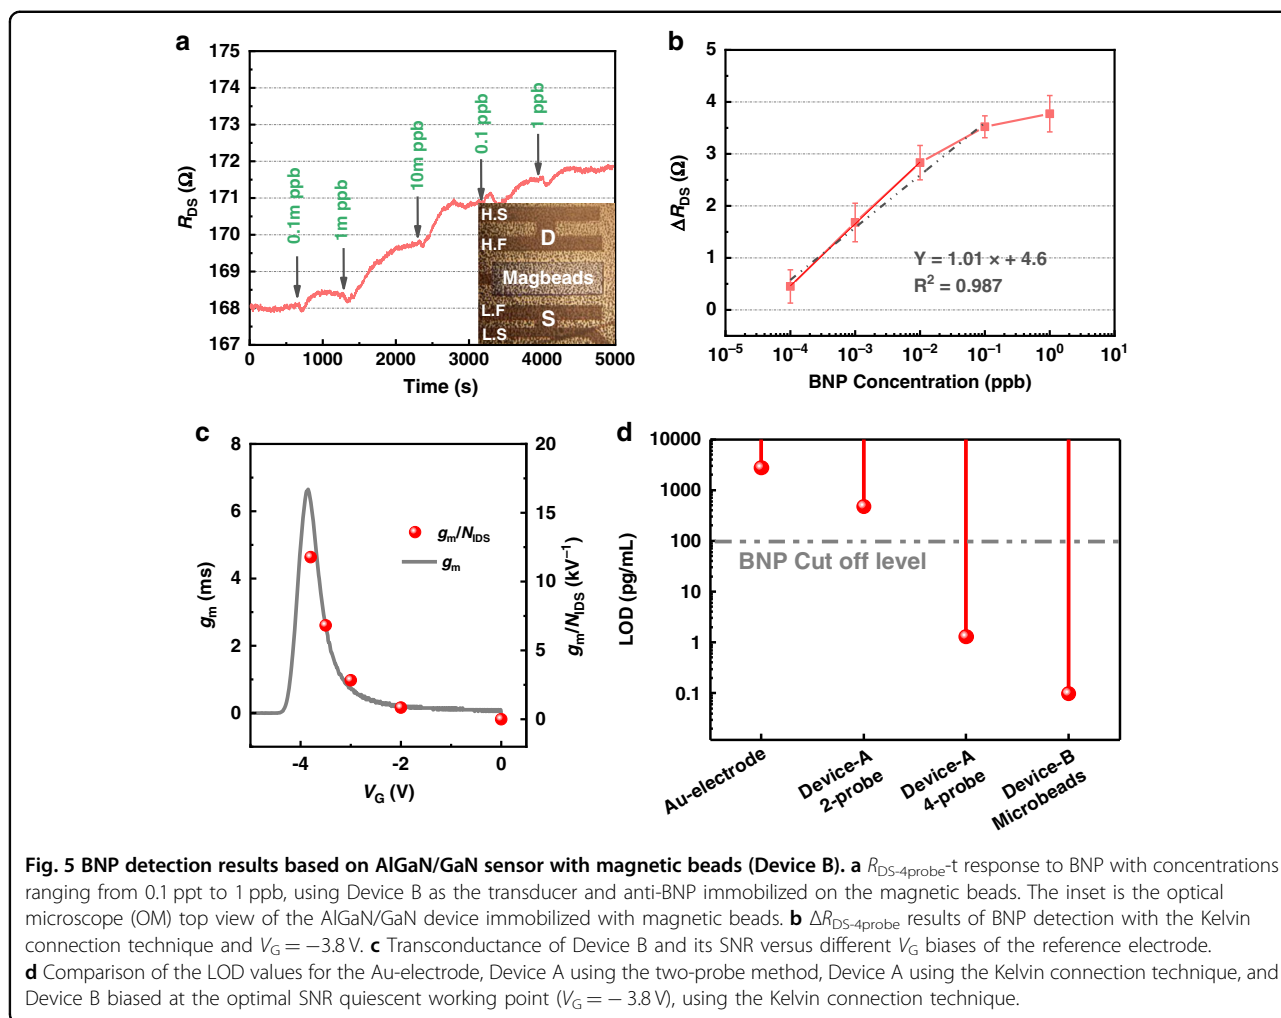 a
175
174
173
172
171
170
169
168
167
R_DS (Ω)
0.1m ppb
1m ppb
10m ppb
0.1 ppb
1 ppb
H.S
D
H.F
Magbeads
L.F
S
L.S
0 1000 2000 3000 4000 5000
Time (s)
b
5
4
3
2
1
0
ΔR_DS (Ω)
Y = 1.01 × + 4.6
R² = 0.987
10⁻⁵ 10⁻⁴ 10⁻³ 10⁻² 10⁻¹ 10⁰ 10¹
BNP Concentration (ppb)
c
8
6
4
2
0
g_m (ms)
g_m/N_IDS
g_m
20
15
10
5
0
g_m/N_IDS (kV⁻¹)
−4 −2 0
V_G (V)
d
10000
1000
100
10
1
0.1
LOD (pg/mL)
BNP Cut off level
Au-electrode
Device-A
2-probe
Device-A
4-probe
Device-B
Microbeads
Fig. 5 BNP detection results based on AlGaN/GaN sensor with magnetic beads (Device B). a R_DS-4probe-t response to BNP with concentrations
ranging from 0.1 ppt to 1 ppb, using Device B as the transducer and anti-BNP immobilized on the magnetic beads. The inset is the optical
microscope (OM) top view of the AlGaN/GaN device immobilized with magnetic beads. b ΔR_DS-4probe results of BNP detection with the Kelvin
connection technique and V_G = −3.8 V. c Transconductance of Device B and its SNR versus different V_G biases of the reference electrode.
d Comparison of the LOD values for the Au-electrode, Device A using the two-probe method, Device A using the Kelvin connection technique, and
Device B biased at the optimal SNR quiescent working point (V_G = − 3.8 V), using the Kelvin connection technique.